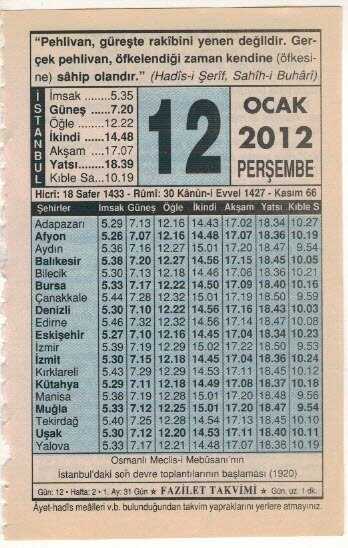 “Pehlivan, güreşte rakîbini yenen değildir. Ger-
çek pehlivan, öfkelendiği zaman kendine (öfkesi-
ne) sâhip olandır.” (Hadîs-i Şerîf, Sahîh-i Buhârî)
İSTANBUL
İmsak ........5.35
Güneş ......7.20
Öğle ........12.22
İkindi .....14.48
Akşam ....17.07
Yatsı.......18.39
Kıble Sa...10.19
12
OCAK
2012
PERŞEMBE
Hicrî: 18 Safer 1433 - Rûmî: 30 Kânûn-i Evvel 1427 - Kasım 66
Şehirler İmsak Güneş Öğle İkindi Akşam Yatsı Kıble S
Adapazarı 5.29 7.13 12.16 14.43 17.02 18.34 10.27
Afyon 5.26 7.07 12.16 14.48 17.07 18.36 10.19
Aydın 5.36 7.16 12.27 15.01 17.20 18.47 9.54
Balıkesir 5.38 7.20 12.27 14.56 17.15 18.45 10.05
Bilecik 5.30 7.13 12.18 14.46 17.06 18.36 10.21
Bursa 5.33 7.17 12.22 14.50 17.09 18.40 10.16
Çanakkale 5.44 7.28 12.32 15.01 17.19 18.50 9.59
Denizli 5.30 7.10 12.22 14.56 17.16 18.43 10.03
Edirne 5.46 7.32 12.32 14.56 17.14 18.47 10.08
Eskişehir 5.27 7.10 12.16 14.45 17.04 18.34 10.23
İzmir 5.39 7.19 12.29 15.02 17.22 18.50 9.53
İzmit 5.30 7.15 12.18 14.45 17.04 18.36 10.24
Kırklareli 5.43 7.29 12.29 14.53 17.11 18.45 10.12
Kütahya 5.29 7.11 12.18 14.49 17.08 18.37 10.18
Manisa 5.38 7.19 12.28 15.01 17.20 18.48 9.56
Muğla 5.33 7.12 12.25 15.01 17.20 18.47 9.54
Tekirdağ 5.40 7.25 12.28 14.54 17.13 18.45 10.10
Uşak 5.30 7.12 12.20 14.53 17.11 18.40 10.11
Yalova 5.33 7.17 12.21 14.48 17.07 18.38 10.19
Osmanlı Meclis-i Mebûsanı'nın
İstanbul'daki son devre toplantılarının başlaması (1920)
Gün: 12 • Hafta: 2 • 1. Ay: 31 Gün ★ FAZİLET TAKVİMİ ★ Gün. uz. 1 dk.
Âyet-hadîs meâlleri v.b. bulunduğundan takvim yapraklarını yerlere atmayınız.